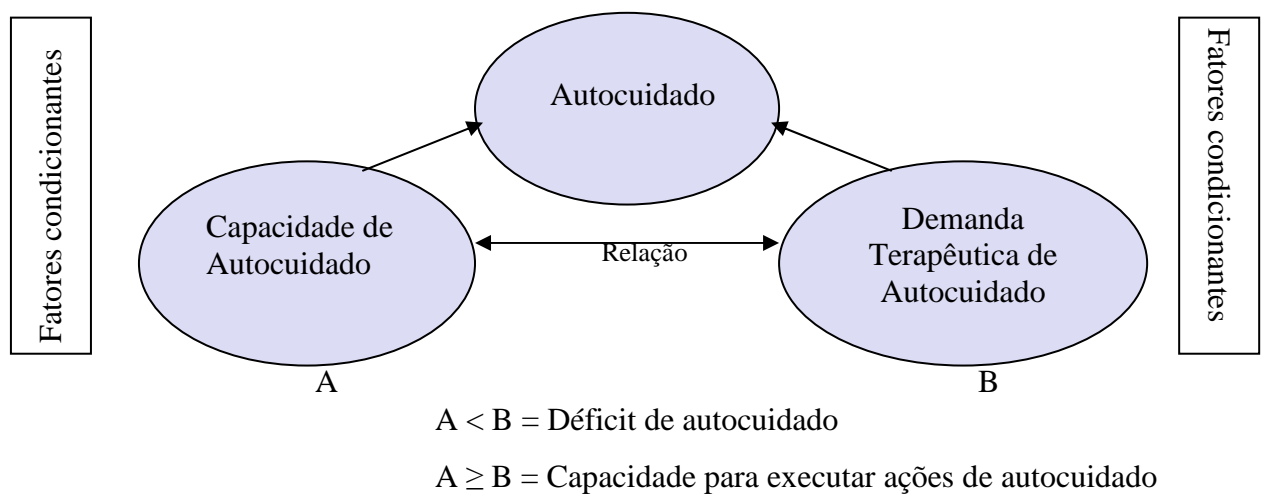 Fatores condicionantes
Autocuidado
Fatores condicionantes
Capacidade de
Autocuidado
Relação
Demanda
Terapêutica de
Autocuidado
A
B
A < B = Déficit de autocuidado
A ≥ B = Capacidade para executar ações de autocuidado